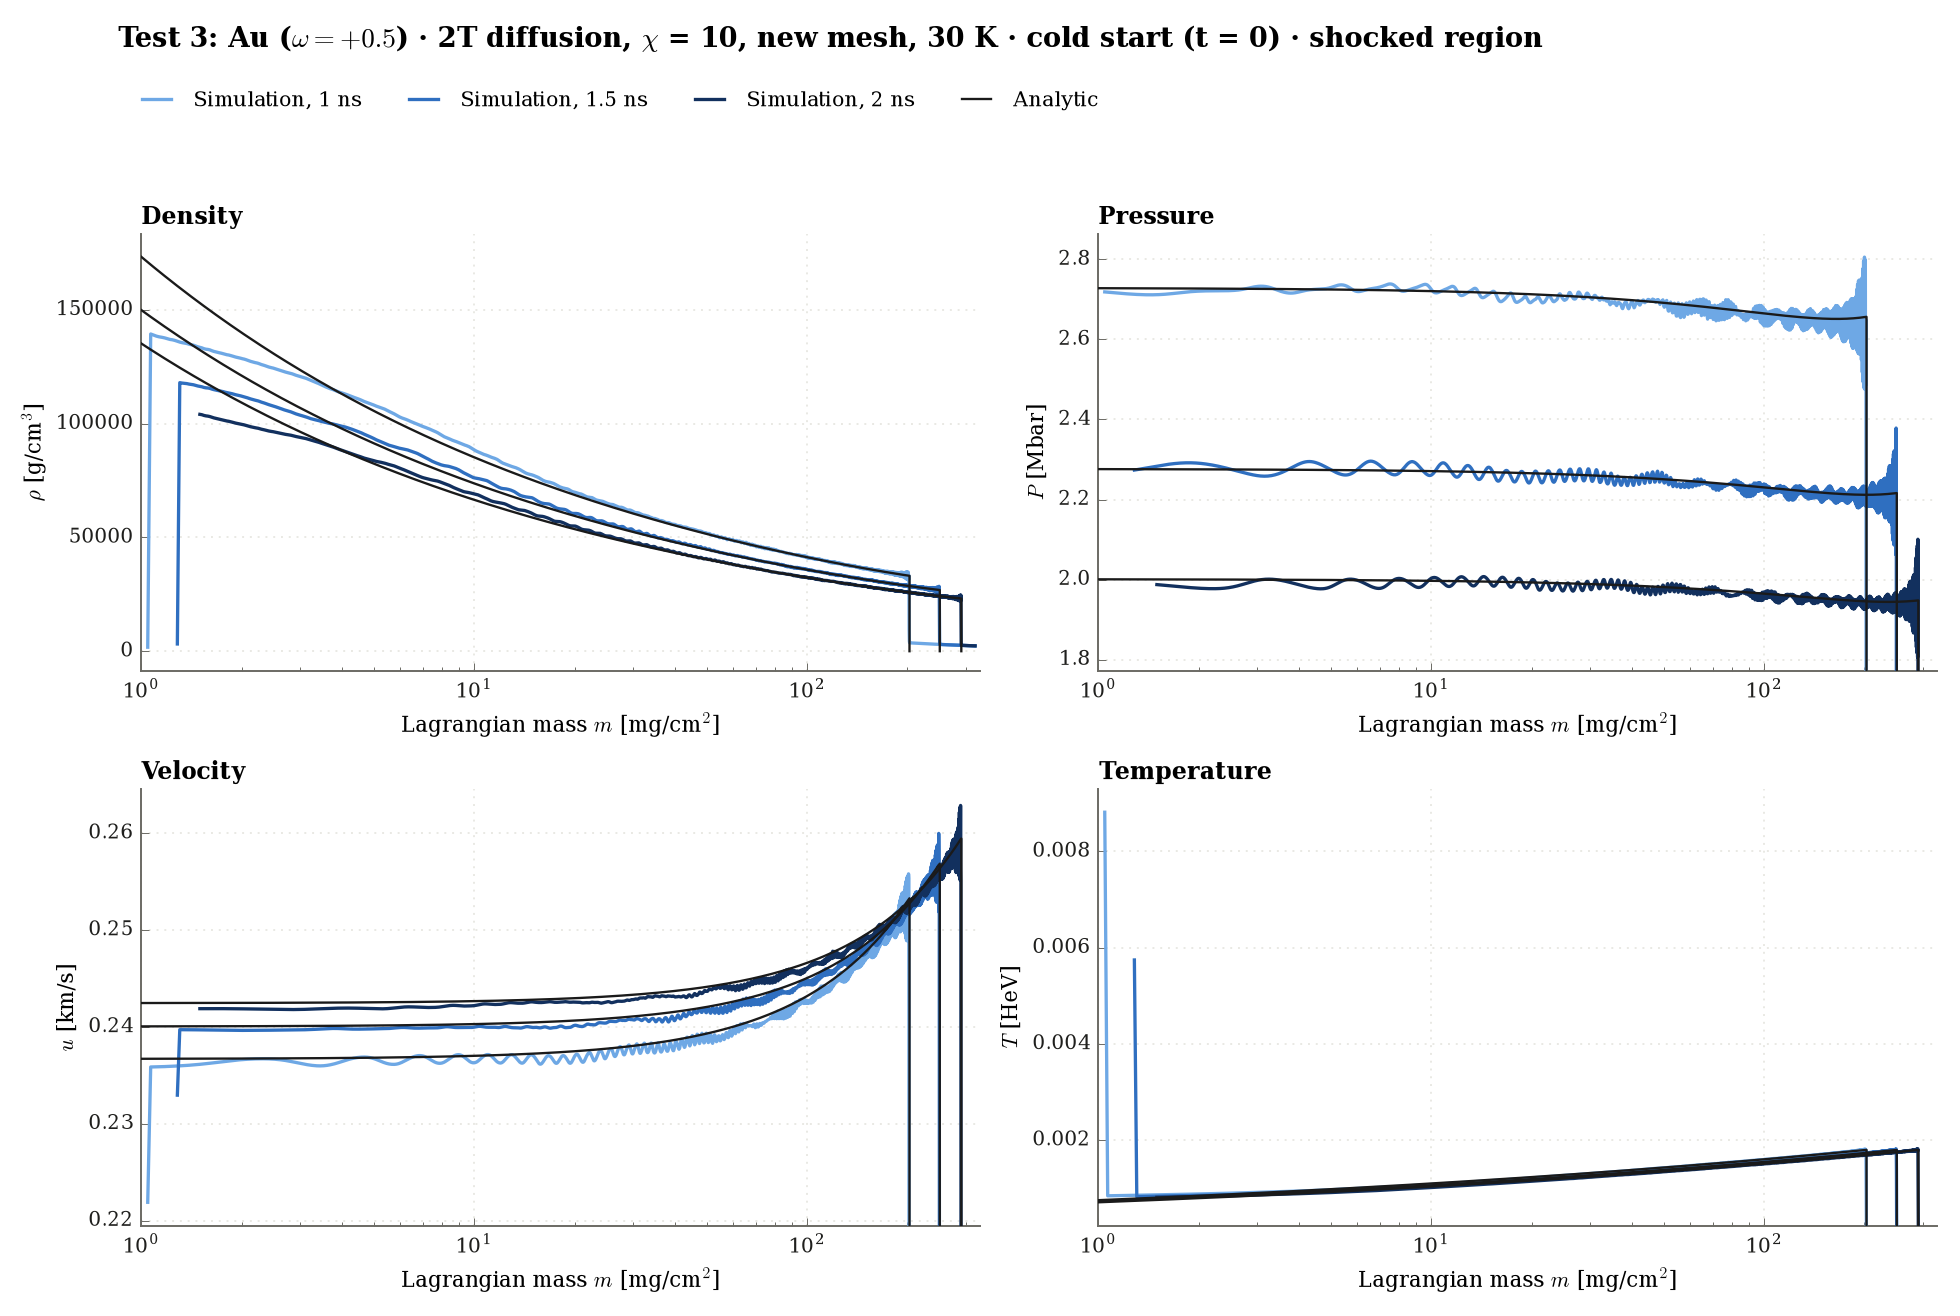 Test 3: Au (ω = +0.5) · 2T diffusion, χ = 10, new mesh, 30 K · cold start (t = 0) · shocked region
Simulation, 1 ns
Simulation, 1.5 ns
Simulation, 2 ns
Analytic
Density
ρ [g/cm³]
150000
100000
50000
0
10⁰
10¹
10²
Lagrangian mass m [mg/cm²]
Pressure
P [Mbar]
2.8
2.6
2.4
2.2
2.0
1.8
10⁰
10¹
10²
Lagrangian mass m [mg/cm²]
Velocity
u [km/s]
0.26
0.25
0.24
0.23
0.22
10⁰
10¹
10²
Lagrangian mass m [mg/cm²]
Temperature
T [HeV]
0.008
0.006
0.004
0.002
10⁰
10¹
10²
Lagrangian mass m [mg/cm²]